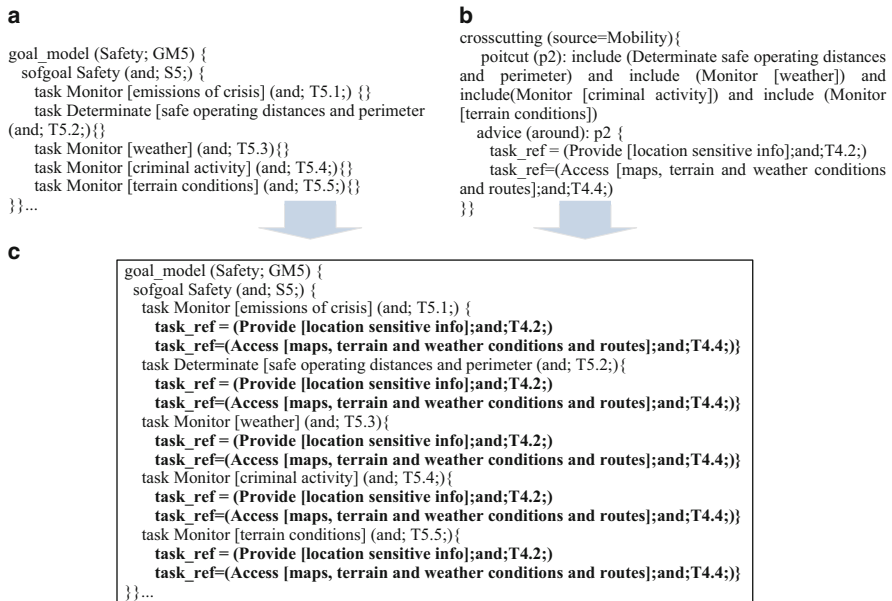 a
goal_model (Safety; GM5) {
sofgoal Safety (and; S5;) {
task Monitor [emissions of crisis] (and; T5.1;) {}
task Determinate [safe operating distances and perimeter
(and; T5.2;){}
task Monitor [weather] (and; T5.3){}
task Monitor [criminal activity] (and; T5.4;){}
task Monitor [terrain conditions] (and; T5.5;){}
}}...
b
crosscutting (source=Mobility){
poitcut (p2): include (Determinate safe operating distances
and perimeter) and include (Monitor [weather]) and
include(Monitor [criminal activity]) and include (Monitor
[terrain conditions])
advice (around): p2 {
task_ref = (Provide [location sensitive info];and;T4.2;)
task_ref=(Access [maps, terrain and weather conditions
and routes];and;T4.4;)
}}
c
goal_model (Safety; GM5) {
sofgoal Safety (and; S5;) {
task Monitor [emissions of crisis] (and; T5.1;) {
task_ref = (Provide [location sensitive info];and;T4.2;)
task_ref=(Access [maps, terrain and weather conditions and routes];and;T4.4;)}
task Determinate [safe operating distances and perimeter (and; T5.2;){
task_ref = (Provide [location sensitive info];and;T4.2;)
task_ref=(Access [maps, terrain and weather conditions and routes];and;T4.4;)}
task Monitor [weather] (and; T5.3){
task_ref = (Provide [location sensitive info];and;T4.2;)
task_ref=(Access [maps, terrain and weather conditions and routes];and;T4.4;)}
task Monitor [criminal activity] (and; T5.4;){
task_ref = (Provide [location sensitive info];and;T4.2;)
task_ref=(Access [maps, terrain and weather conditions and routes];and;T4.4;)}
task Monitor [terrain conditions] (and; T5.5;){
task_ref = (Provide [location sensitive info];and;T4.2;)
task_ref=(Access [maps, terrain and weather conditions and routes];and;T4.4;)}
}}...